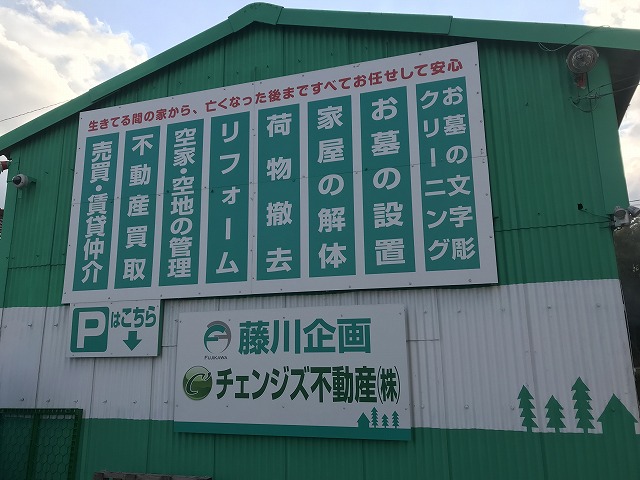 生きてる間の家から、亡くなった後まですべてお任せして安心
売買・賃貸仲介
不動産買取
空家・空地の管理
リフォーム
荷物撤去
家屋の解体
お墓の設置
お墓の文字彫
クリーニング
P はこちら
FUJIKAWA
藤川企画
C チェンジズ不動産(株)